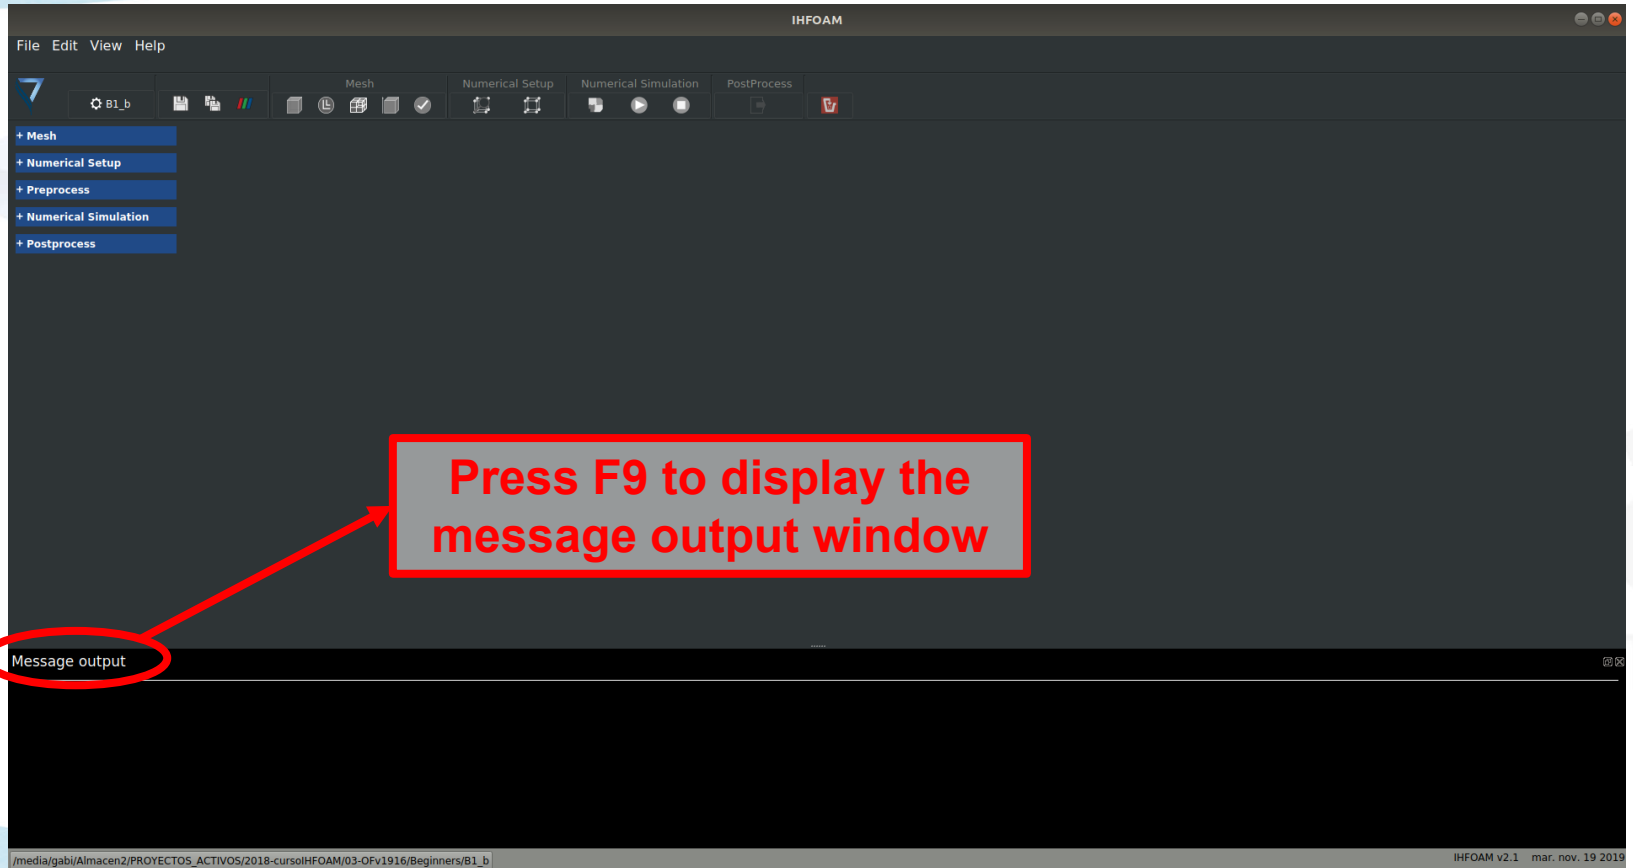 IHFOAM
File Edit View Help
Mesh Numerical Setup Numerical Simulation PostProcess
B1_b
+ Mesh
+ Numerical Setup
+ Preprocess
+ Numerical Simulation
+ Postprocess
Press F9 to display the
message output window
Message output
/media/gabi/Almacen2/PROYECTOS_ACTIVOS/2018-cursoIHFOAM/03-OFv1916/Beginners/B1_b
IHFOAM v2.1 mar. nov. 19 2019